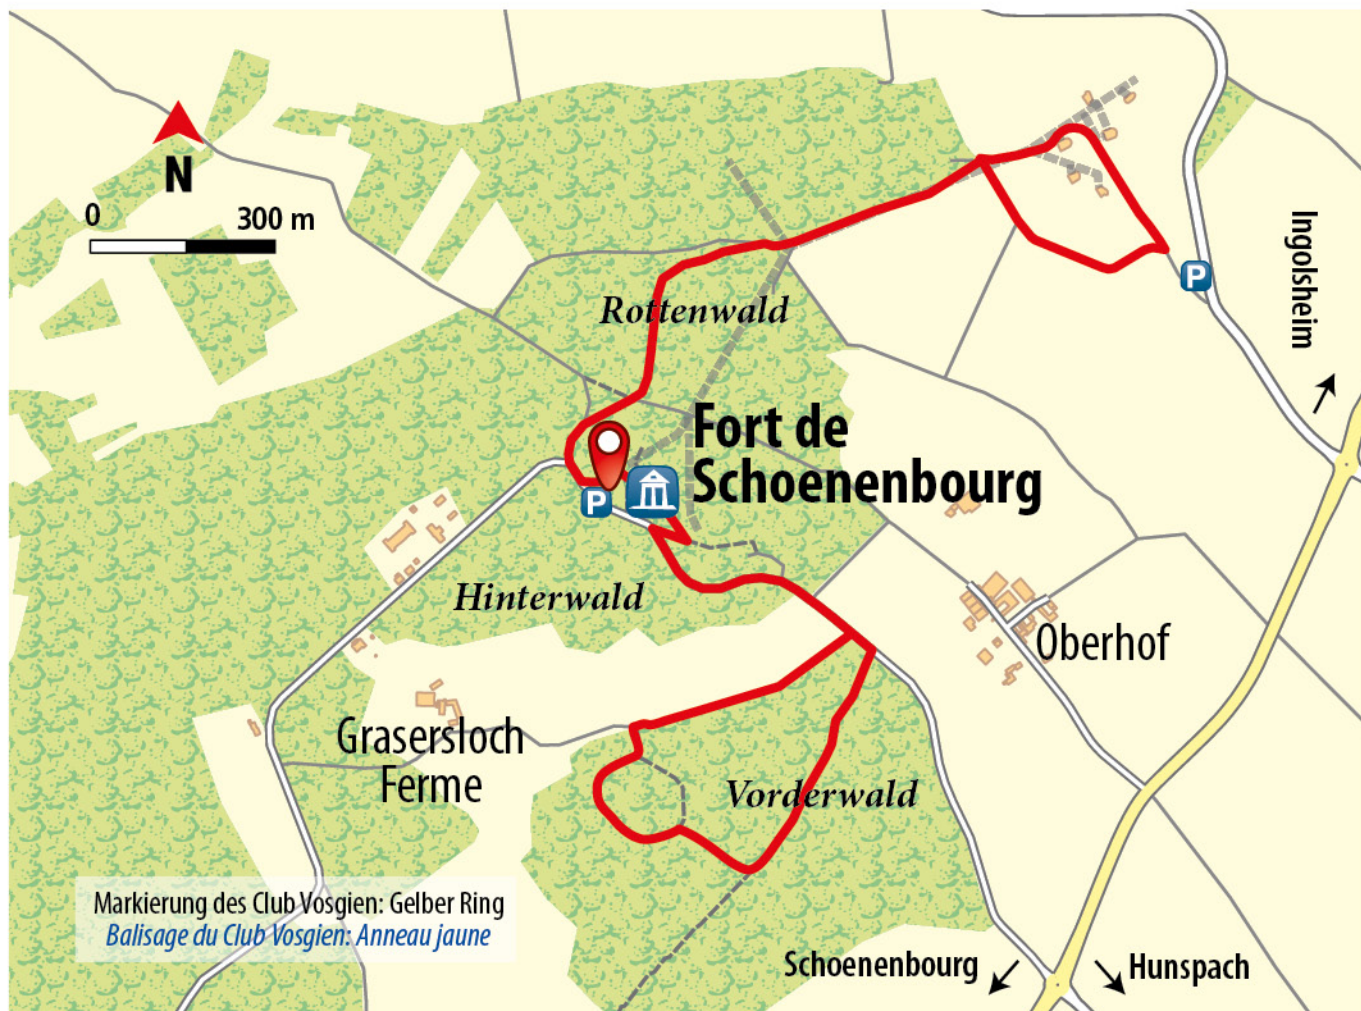 N
0 300 m
Ingolsheim
P
Rottenwald
Fort de
Schoenenbourg
P
Hinterwald
Oberhof
Grasersloch
Ferme
Vorderwald
Markierung des Club Vosgien: Gelber Ring
Balisage du Club Vosgien: Anneau jaune
Schoenenbourg
Hunspach